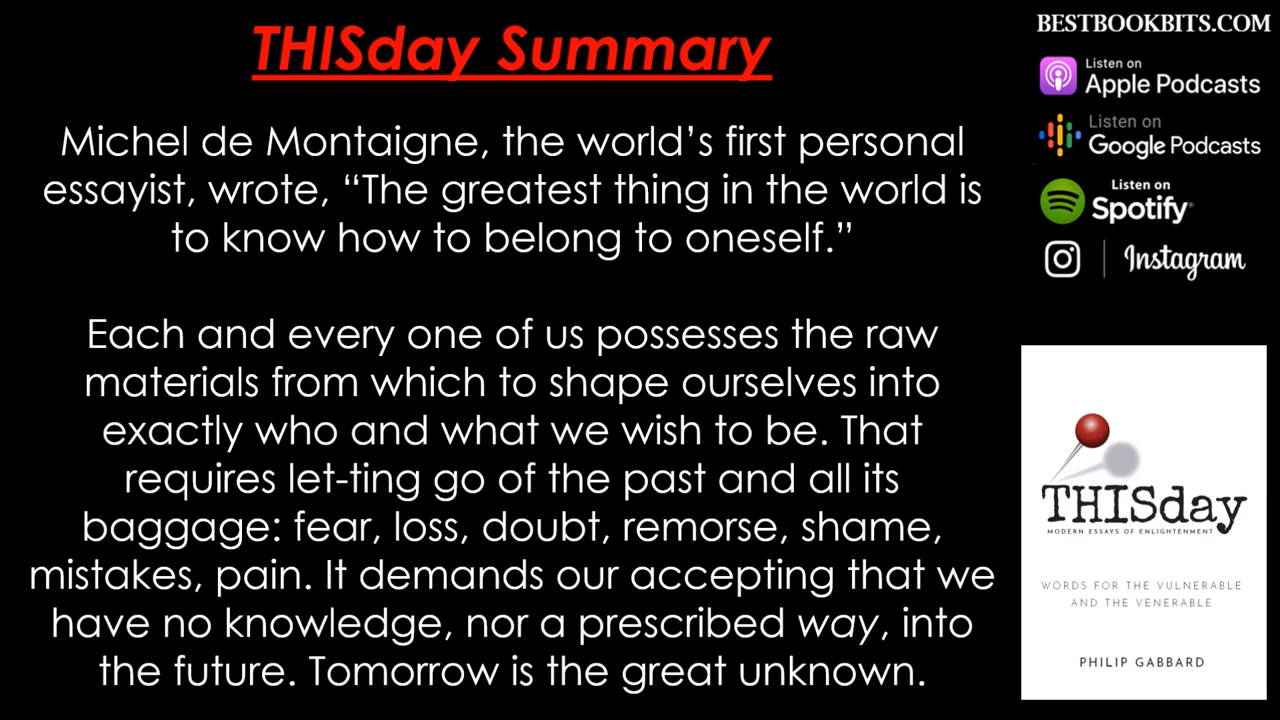 THISday Summary
Michel de Montaigne, the world’s first personal
essayist, wrote, “The greatest thing in the world is
to know how to belong to oneself.”
Each and every one of us possesses the raw
materials from which to shape ourselves into
exactly who and what we wish to be. That
requires let-ting go of the past and all its
baggage: fear, loss, doubt, remorse, shame,
mistakes, pain. It demands our accepting that we
have no knowledge, nor a prescribed way, into
the future. Tomorrow is the great unknown.
BESTBOOKBITS.COM
Listen on
Apple Podcasts
Listen on
Google Podcasts
Listen on
Spotify
Instagram
THISday
MODERN ESSAYS OF ENLIGHTENMENT
WORDS FOR THE VULNERABLE
AND THE VENERABLE
PHILIP GABBARD